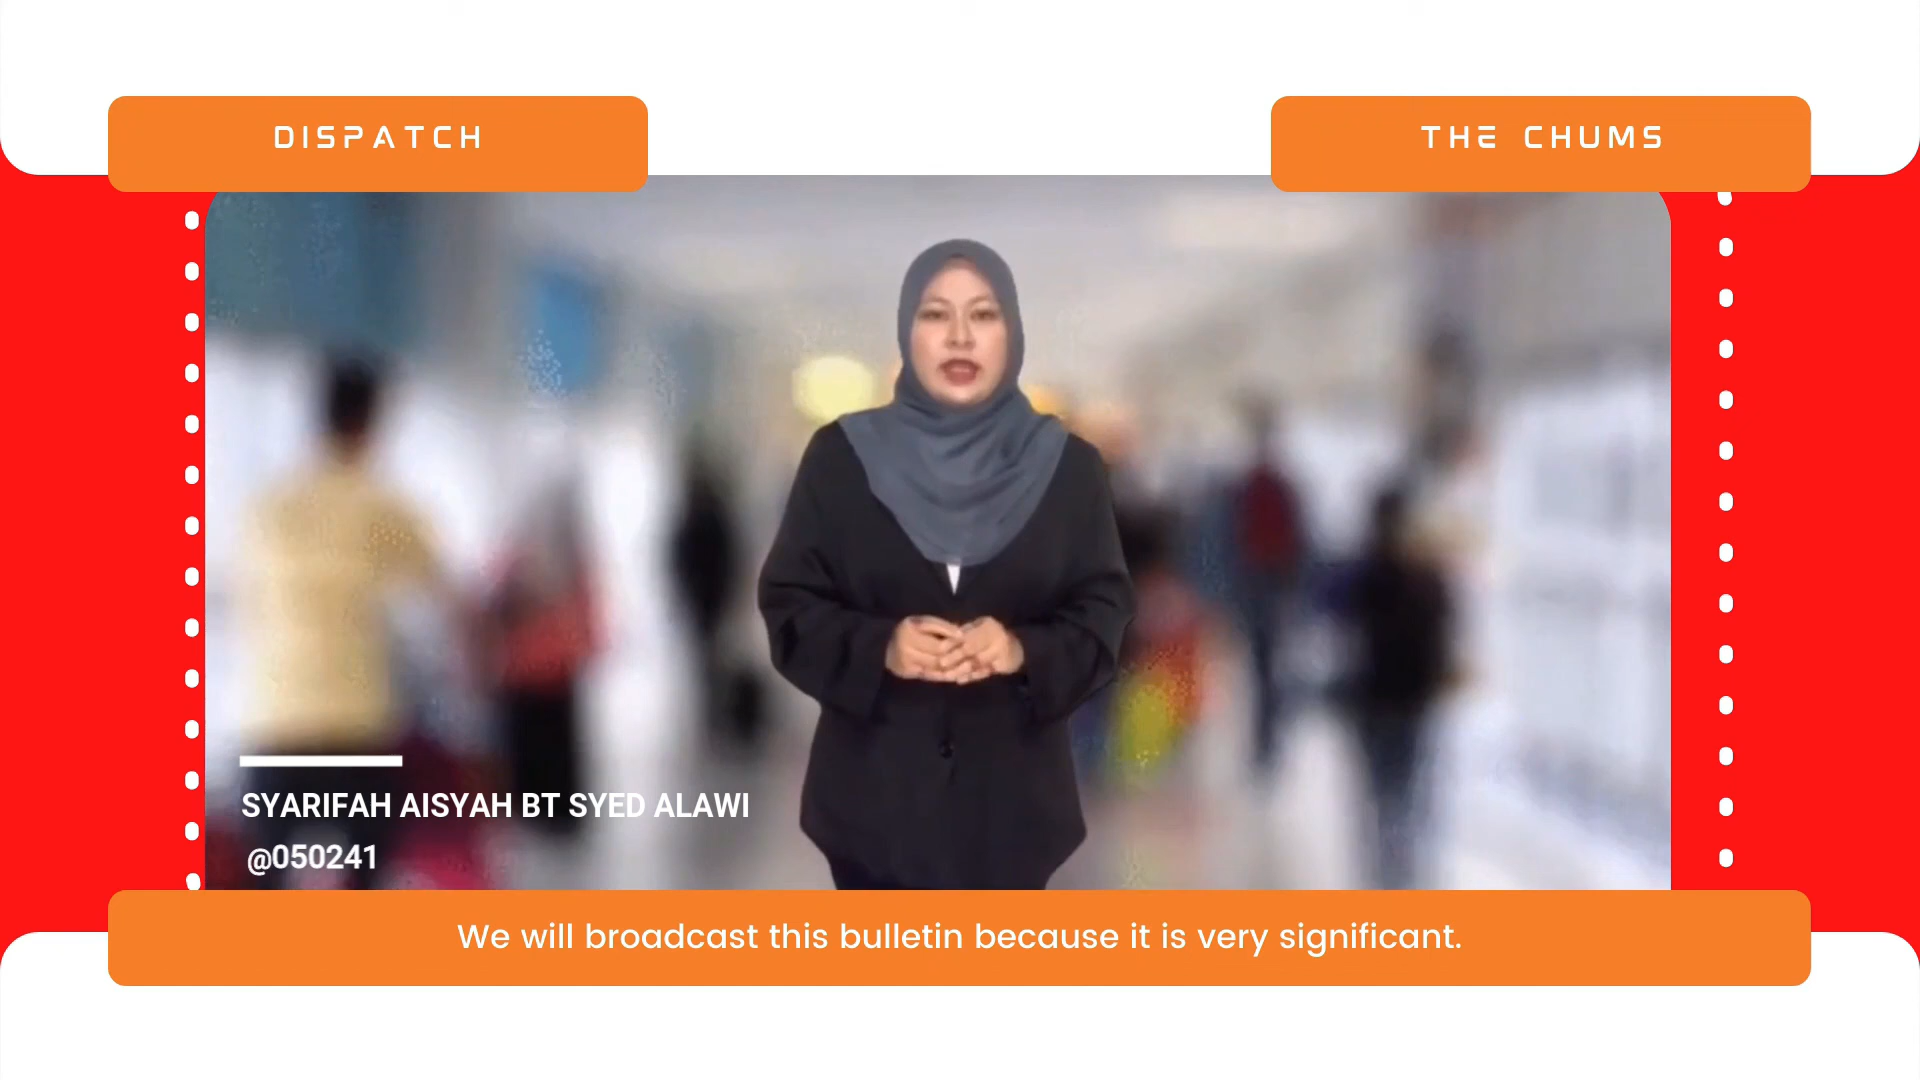 DISPATCH
THE CHUMS
SYARIFAH AISYAH BT SYED ALAWI
@050241
We will broadcast this bulletin because it is very significant.